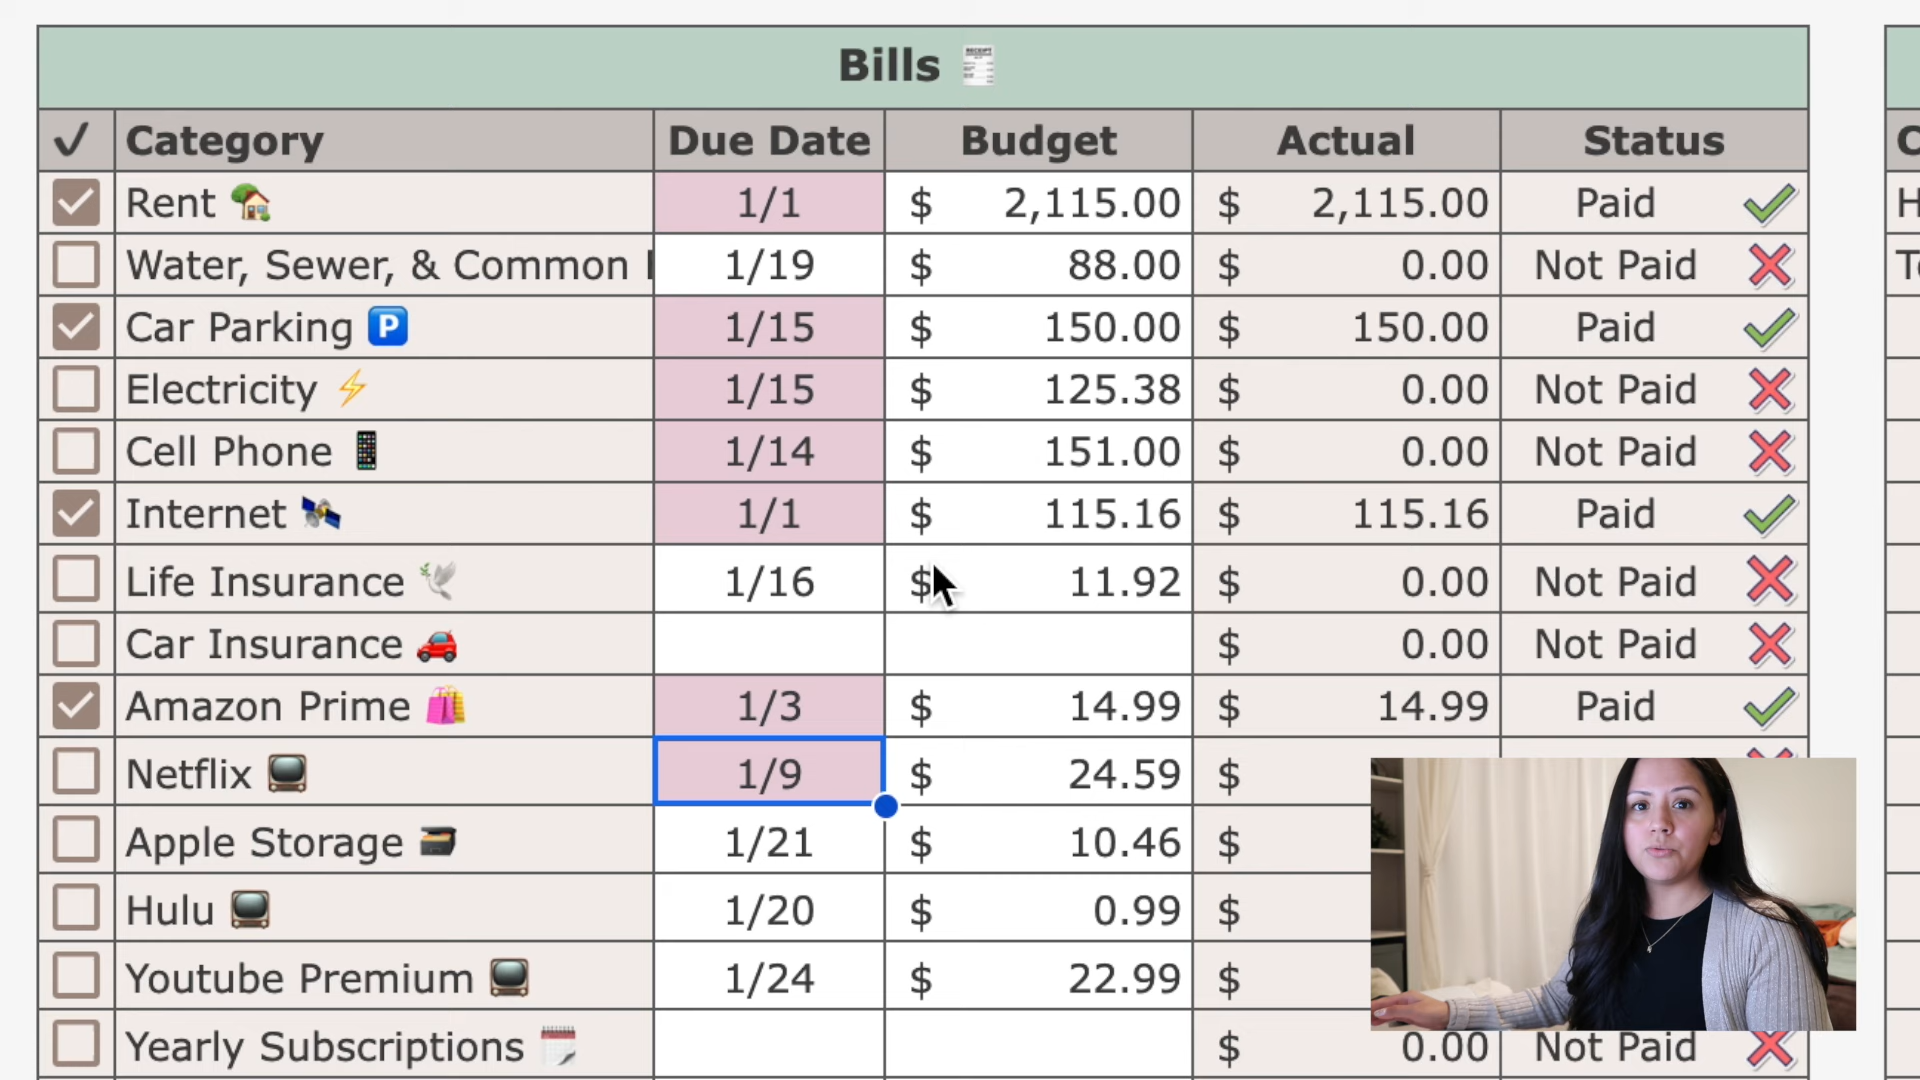 Bills
✓ Category Due Date Budget Actual Status
Rent 1/1 $ 2,115.00 $ 2,115.00 Paid
Water, Sewer, & Common 1/19 $ 88.00 $ 0.00 Not Paid
Car Parking P 1/15 $ 150.00 $ 150.00 Paid
Electricity 1/15 $ 125.38 $ 0.00 Not Paid
Cell Phone 1/14 $ 151.00 $ 0.00 Not Paid
Internet 1/1 $ 115.16 $ 115.16 Paid
Life Insurance 1/16 $ 11.92 $ 0.00 Not Paid
Car Insurance $ 0.00 Not Paid
Amazon Prime 1/3 $ 14.99 $ 14.99 Paid
Netflix 1/9 $ 24.59 $
Apple Storage 1/21 $ 10.46 $
Hulu 1/20 $ 0.99 $
Youtube Premium 1/24 $ 22.99 $
Yearly Subscriptions $ 0.00 Not Paid